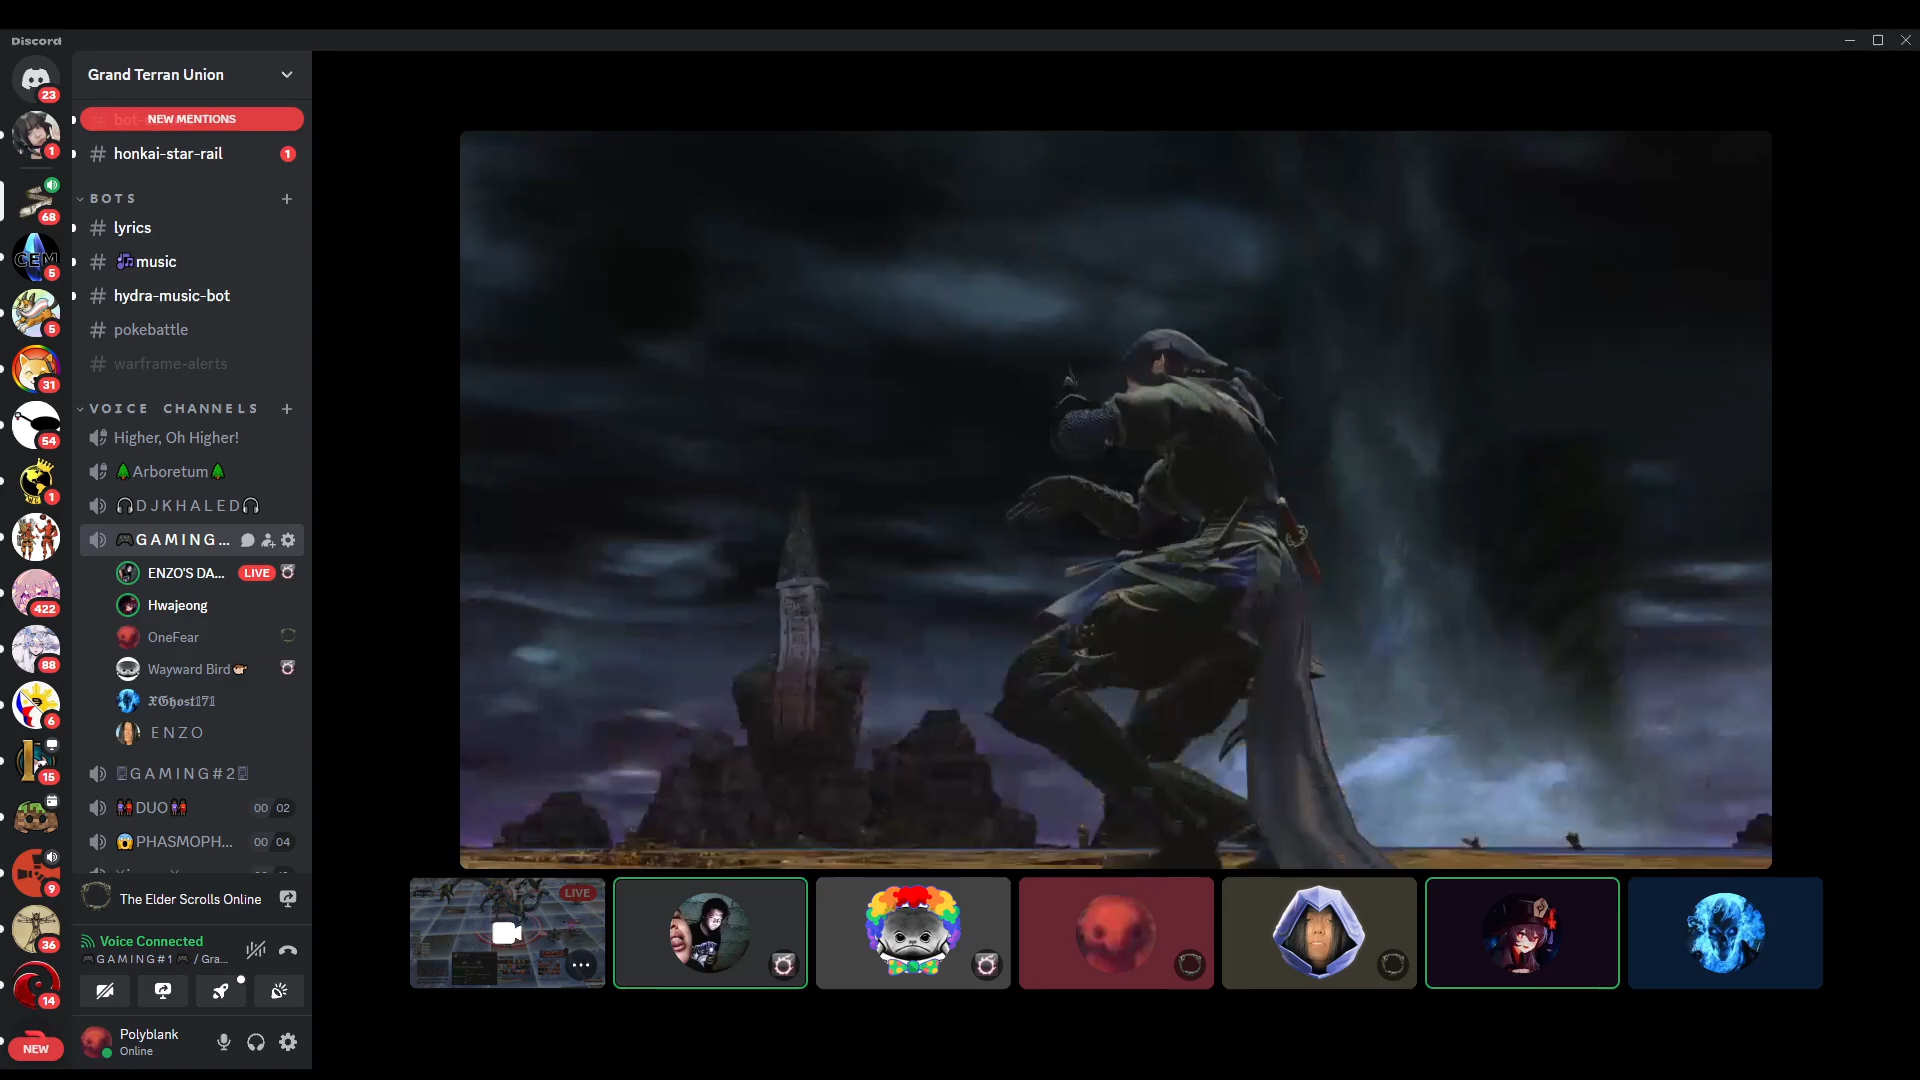 Discord
Grand Terran Union
NEW MENTIONS
honkai-star-rail
1
BOTS
lyrics
music
hydra-music-bot
pokebattle
warframe-alerts
VOICE CHANNELS
Higher, Oh Higher!
Arboretum
DJKHALED
GAMING...
ENZO'S DA...
LIVE
Hwajeong
OneFear
Wayward Bird
𝖃𝕲𝖍𝖔𝖘𝖙171
ENZO
GAMING#2
DUO
00 02
PHASMOPH...
00 04
The Elder Scrolls Online
Voice Connected
GAMING#1 / Gra...
Polyblank
Online
23
1
68
CEM
5
5
31
54
1
422
88
6
15
9
36
14
NEW
LIVE